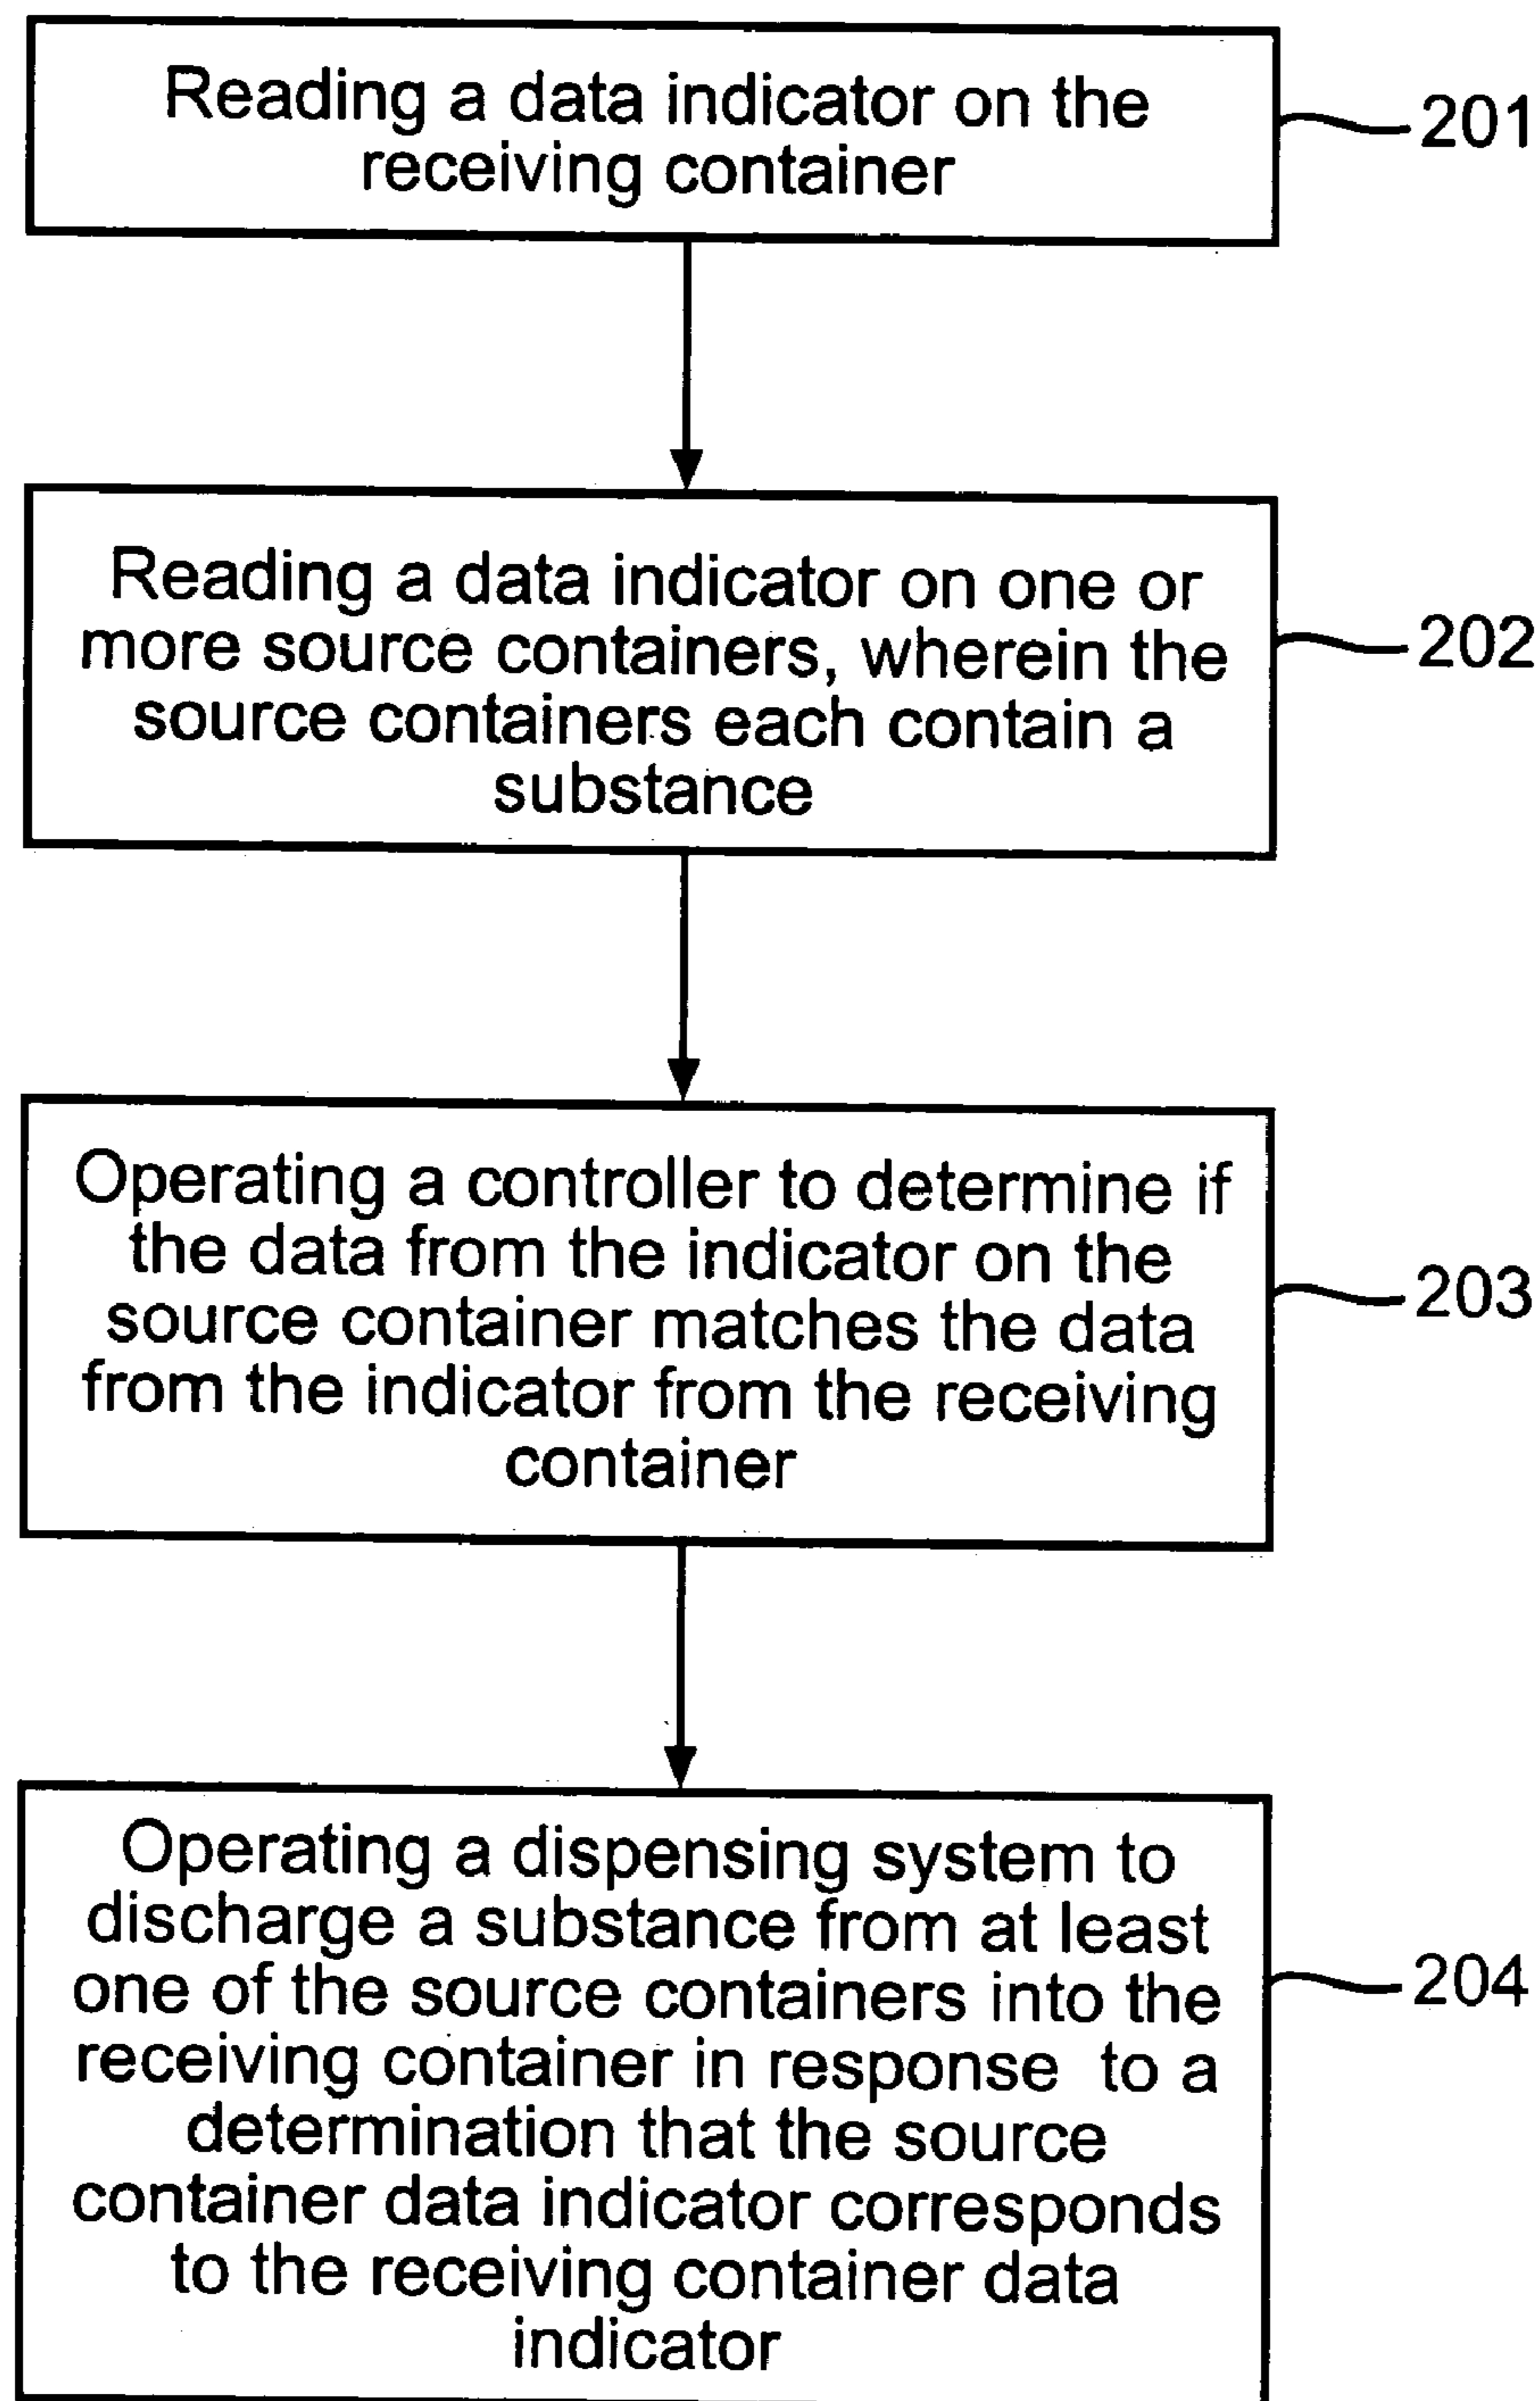 Reading a data indicator on the
receiving container
201
Reading a data indicator on one or
more source containers, wherein the
source containers each contain a
substance
202
Operating a controller to determine if
the data from the indicator on the
source container matches the data
from the indicator from the receiving
container
203
Operating a dispensing system to
discharge a substance from at least
one of the source containers into the
receiving container in response to a
determination that the source
container data indicator corresponds
to the receiving container data
indicator
204